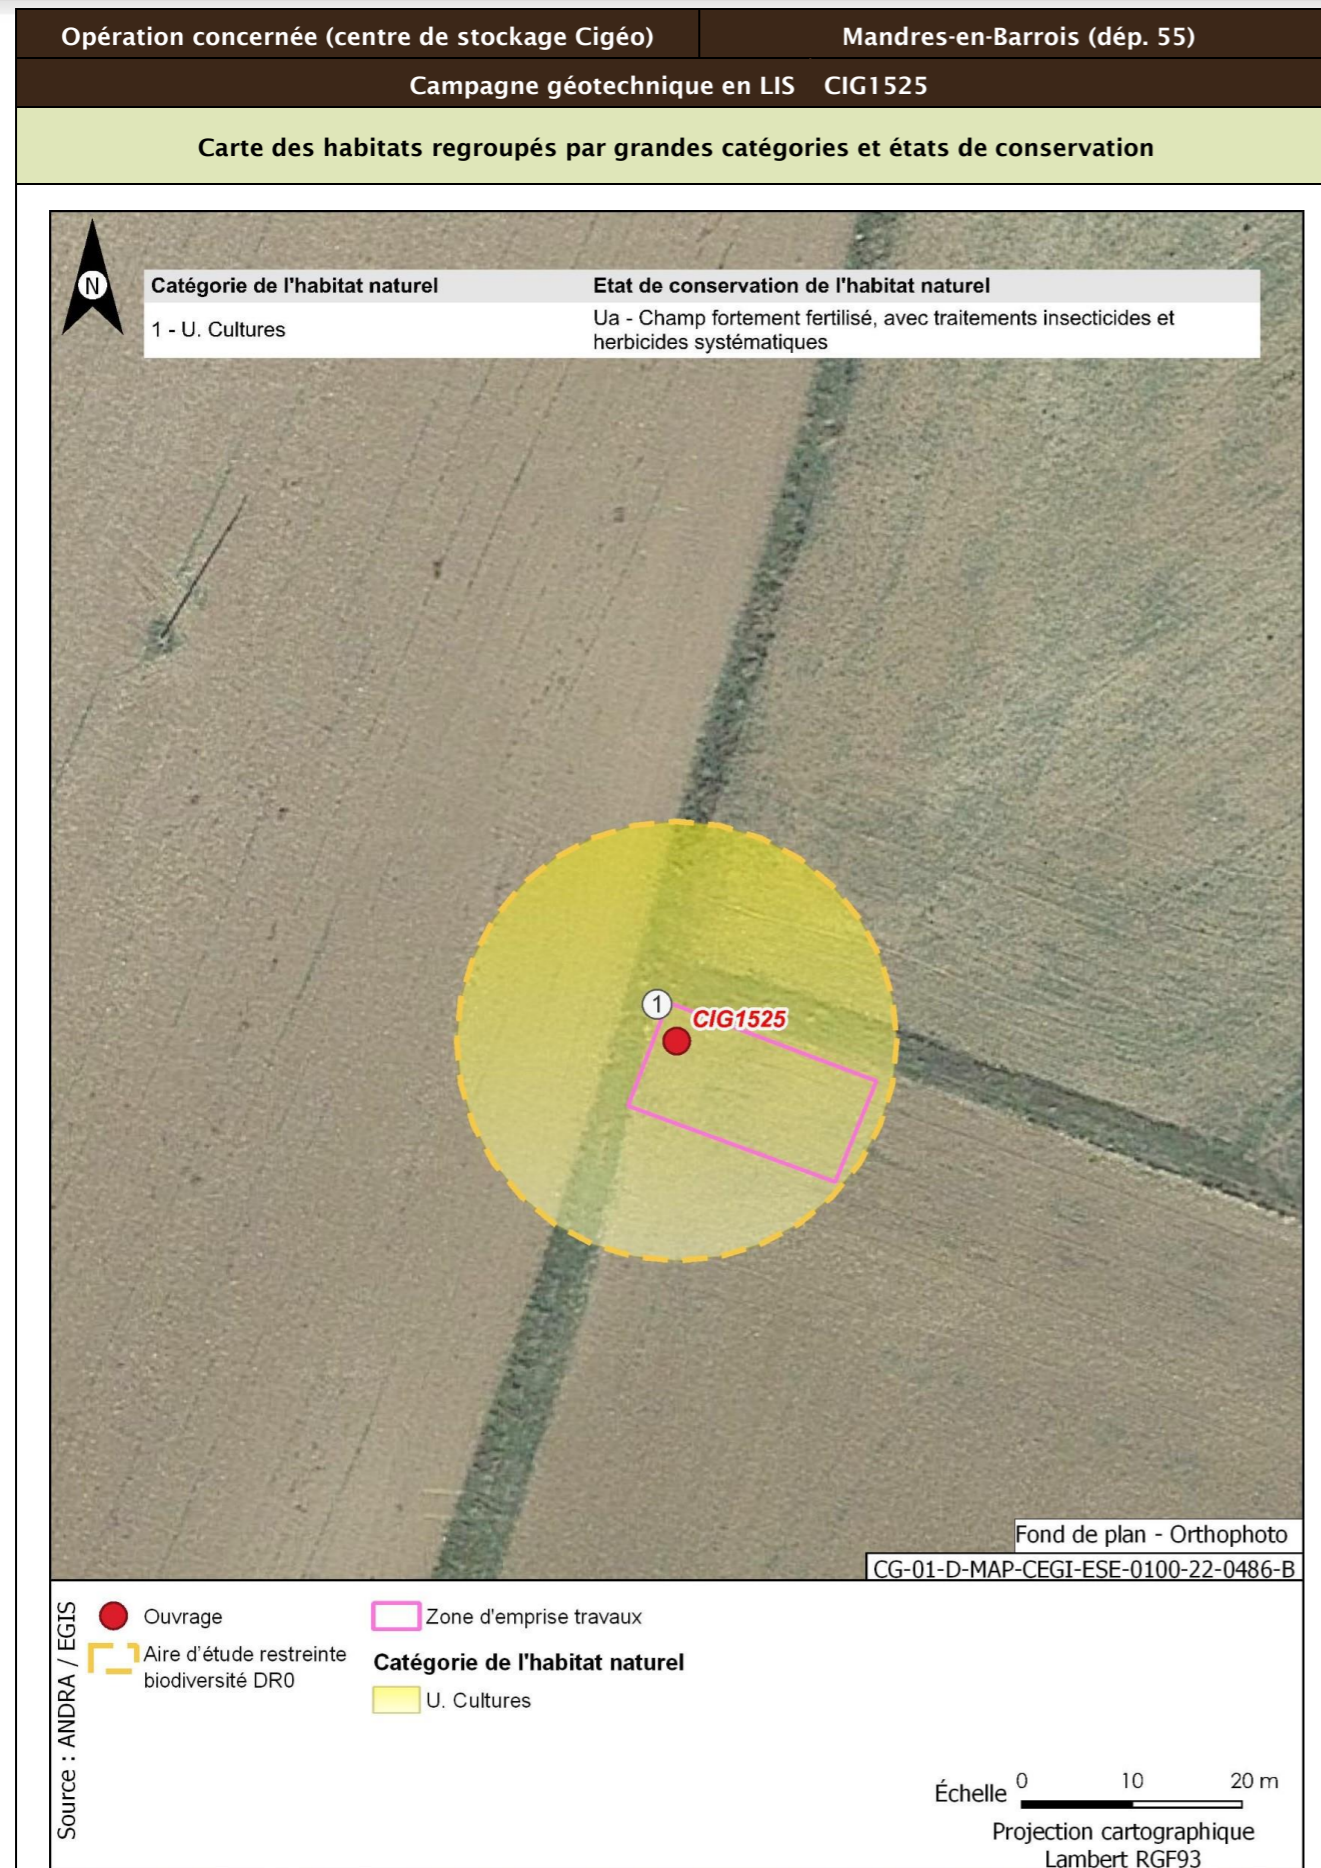 Opération concernée (centre de stockage Cigéo)
Mandres-en-Barrois (dép. 55)
Campagne géotechnique en LIS CIG1525
Carte des habitats regroupés par grandes catégories et états de conservation
N
Catégorie de l'habitat naturel
Etat de conservation de l'habitat naturel
1 - U. Cultures
Ua - Champ fortement fertilisé, avec traitements insecticides et
herbicides systématiques
1
CIG1525
Fond de plan - Orthophoto
CG-01-D-MAP-CEGI-ESE-0100-22-0486-B
Source : ANDRA / EGIS
Ouvrage
Aire d'étude restreinte
biodiversité DR0
Zone d'emprise travaux
Catégorie de l'habitat naturel
U. Cultures
Échelle 0 10 20 m
Projection cartographique
Lambert RGF93